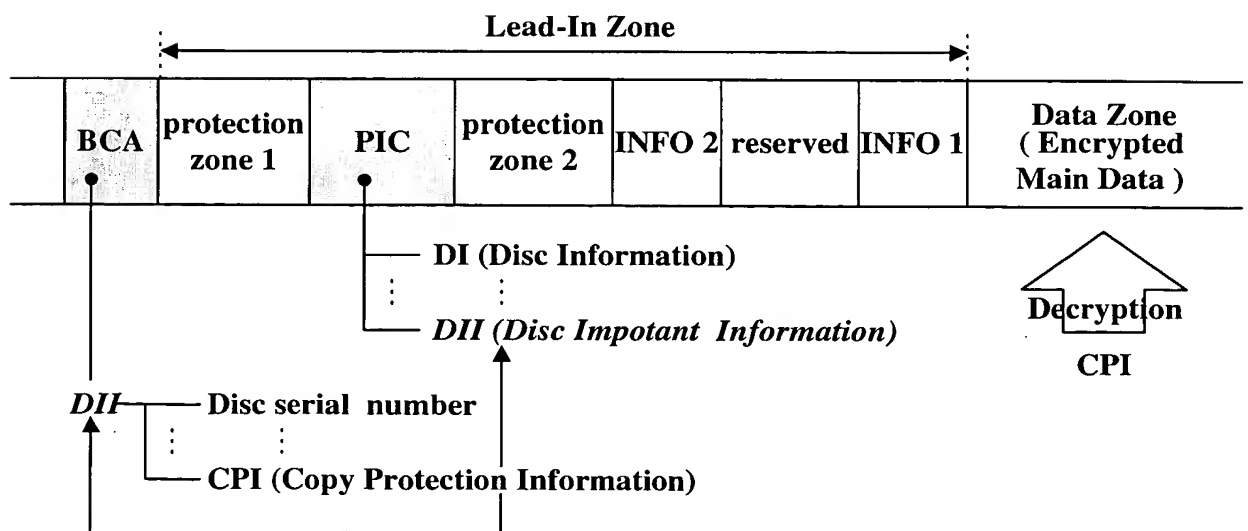 Lead-In Zone
BCA
protection
zone 1
PIC
protection
zone 2
INFO 2
reserved
INFO 1
Data Zone
( Encrypted
Main Data )
DI (Disc Information)
DII (Disc Impotant Information)
Decryption
CPI
DII
Disc serial number
CPI (Copy Protection Information)